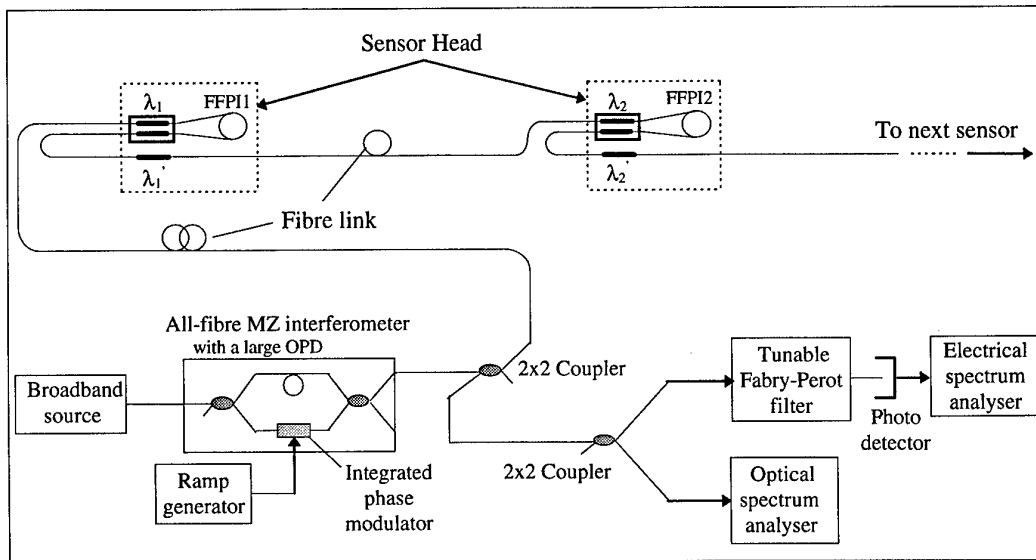 Sensor Head
λ1
FFPI1
λ1'
λ2
FFPI2
λ2'
To next sensor
Fibre link
All-fibre MZ interferometer
with a large OPD
Broadband
source
Ramp
generator
Integrated
phase
modulator
2x2 Coupler
2x2 Coupler
Tunable
Fabry-Perot
filter
Photo
detector
Electrical
spectrum
analyser
Optical
spectrum
analyser